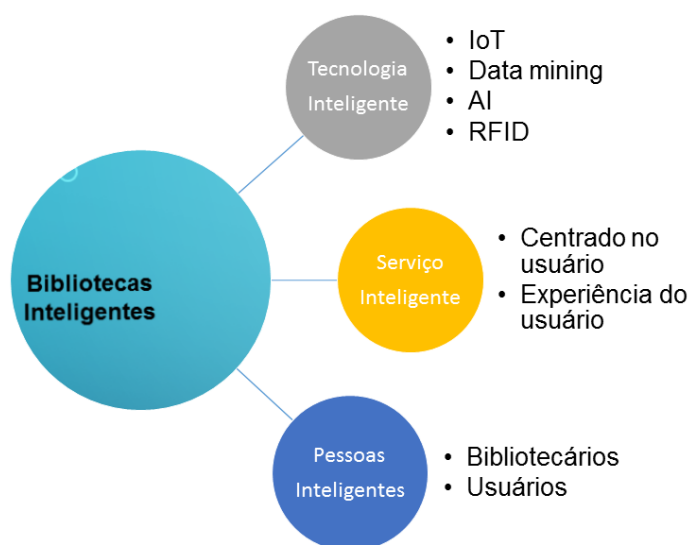 Bibliotecas
Inteligentes
Tecnologia
Inteligente
• IoT
• Data mining
• AI
• RFID
Serviço
Inteligente
• Centrado no
usuário
• Experiência do
usuário
Pessoas
Inteligentes
• Bibliotecários
• Usuários